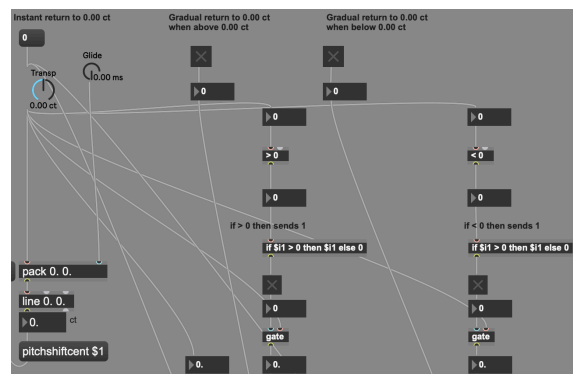 Instant return to 0.00 ct
Gradual return to 0.00 ct
when above 0.00 ct
Gradual return to 0.00 ct
when below 0.00 ct
0
Glide
0.00 ms
Transp
0.00 ct
0
0
0
0
> 0
< 0
0
0
if > 0 then sends 1
if < 0 then sends 1
if $i1 > 0 then $i1 else 0
if $i1 > 0 then $i1 else 0
pack 0. 0.
line 0. 0.
0.
ct
0
0
gate
gate
pitchshiftcent $1
0.
0.
0.